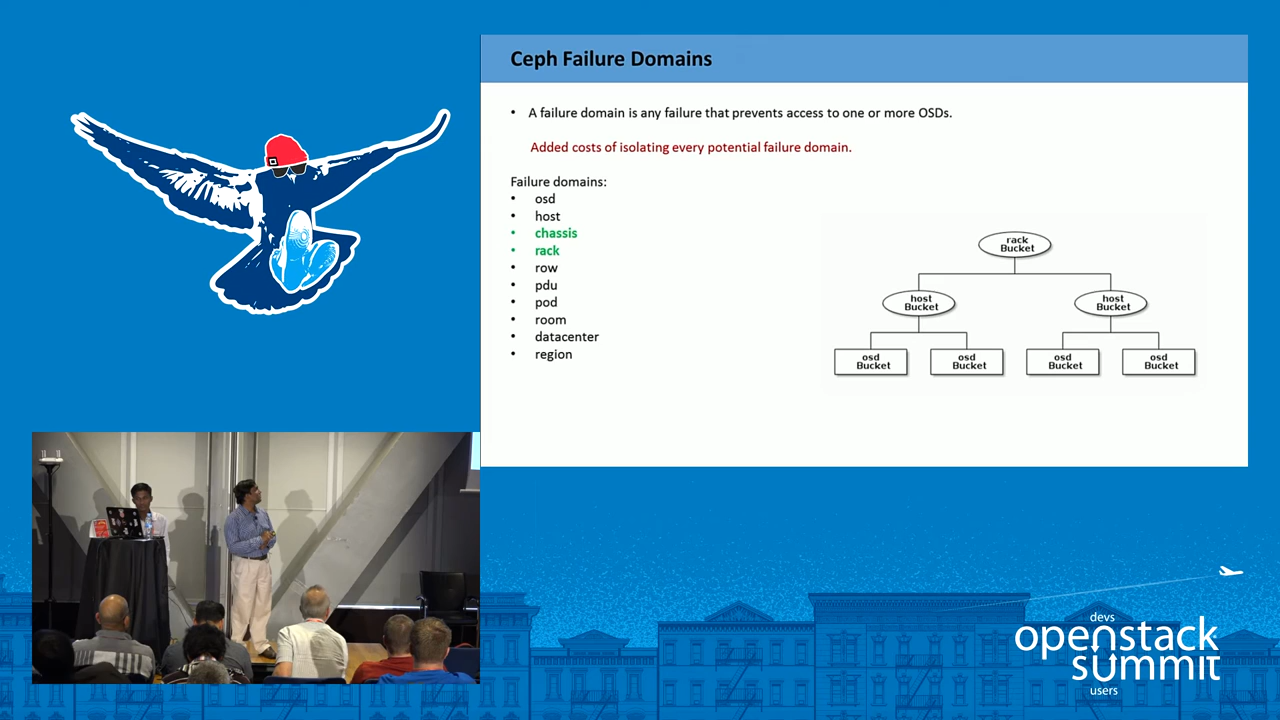 Ceph Failure Domains
• A failure domain is any failure that prevents access to one or more OSDs.
Added costs of isolating every potential failure domain.
Failure domains:
• osd
• host
• chassis
• rack
• row
• pdu
• pod
• room
• datacenter
• region
rack
Bucket
host
Bucket
host
Bucket
osd
Bucket
osd
Bucket
osd
Bucket
osd
Bucket
devs
openstack
summit
users